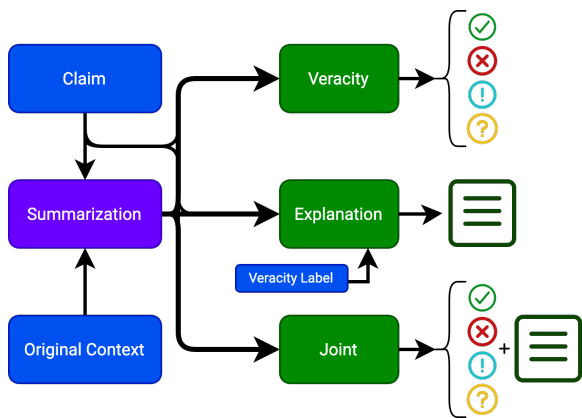 Claim
Veracity
Summarization
Explanation
Veracity Label
Original Context
Joint
+